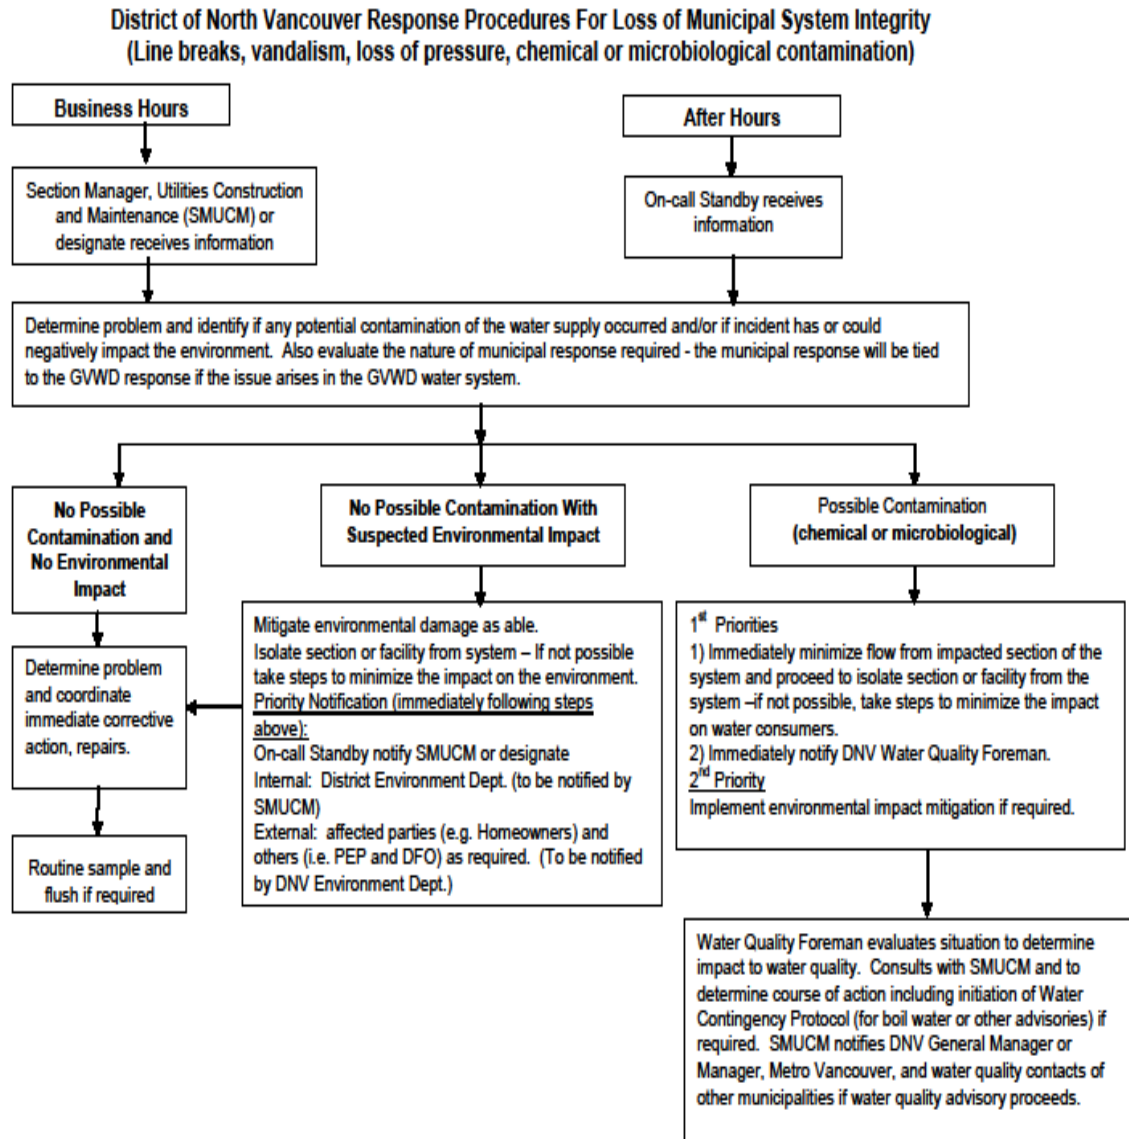 District of North Vancouver Response Procedures For Loss of Municipal System Integrity
(Line breaks, vandalism, loss of pressure, chemical or microbiological contamination)
Business Hours
After Hours
Section Manager, Utilities Construction
and Maintenance (SMUCM) or
designate receives information
On-call Standby receives
information
Determine problem and identify if any potential contamination of the water supply occurred and/or if incident has or could
negatively impact the environment. Also evaluate the nature of municipal response required - the municipal response will be tied
to the GVWD response if the issue arises in the GVWD water system.
No Possible
Contamination and
No Environmental
Impact
No Possible Contamination With
Suspected Environmental Impact
Possible Contamination
(chemical or microbiological)
Determine problem
and coordinate
immediate corrective
action, repairs.
Routine sample and
flush if required
Mitigate environmental damage as able.
Isolate section or facility from system – If not possible
take steps to minimize the impact on the environment.
Priority Notification (immediately following steps
above):
On-call Standby notify SMUCM or designate
Internal: District Environment Dept. (to be notified by
SMUCM)
External: affected parties (e.g. Homeowners) and
others (i.e. PEP and DFO) as required. (To be notified
by DNV Environment Dept.)
1st Priorities
1) Immediately minimize flow from impacted section of the
system and proceed to isolate section or facility from the
system –if not possible, take steps to minimize the impact
on water consumers.
2) Immediately notify DNV Water Quality Foreman.
2nd Priority
Implement environmental impact mitigation if required.
Water Quality Foreman evaluates situation to determine
impact to water quality. Consults with SMUCM and to
determine course of action including initiation of Water
Contingency Protocol (for boil water or other advisories) if
required. SMUCM notifies DNV General Manager or
Manager, Metro Vancouver, and water quality contacts of
other municipalities if water quality advisory proceeds.